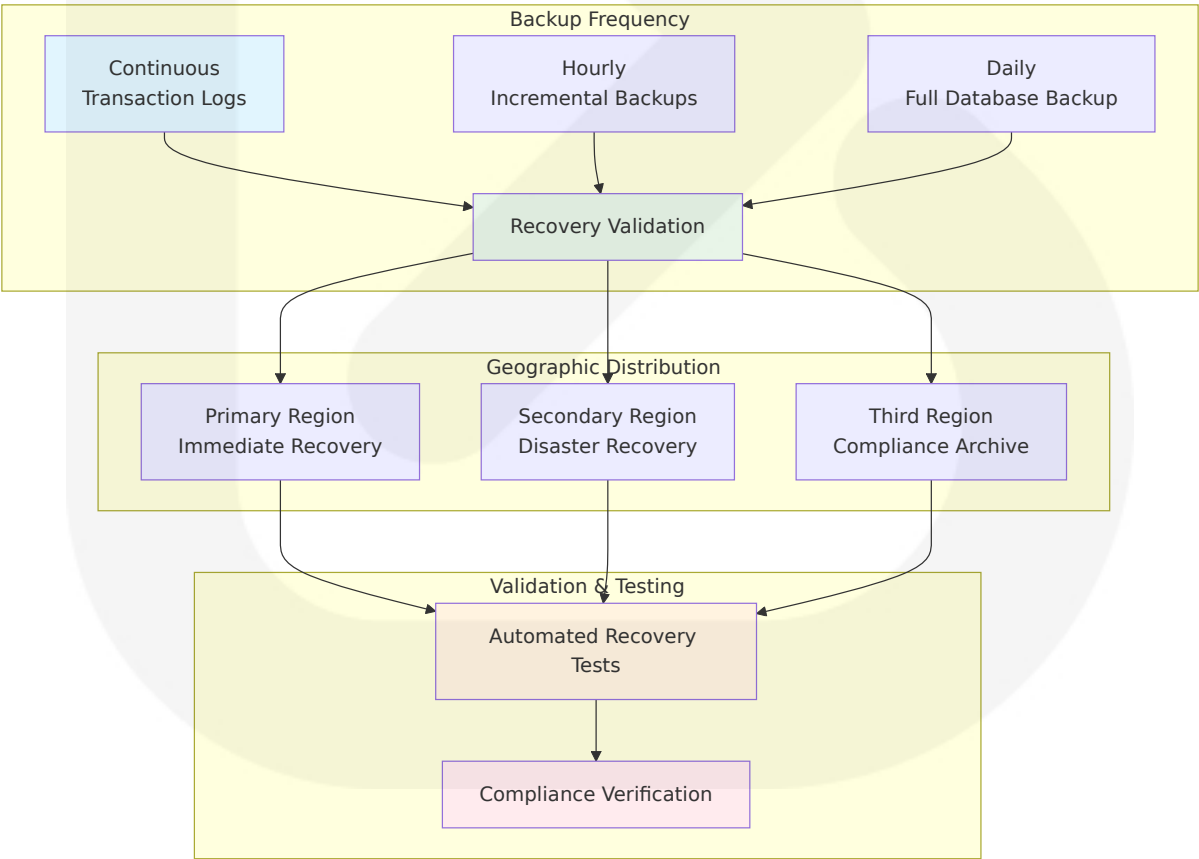 Backup Frequency
Continuous
Transaction Logs
Hourly
Incremental Backups
Daily
Full Database Backup
Recovery Validation
Geographic Distribution
Primary Region
Immediate Recovery
Secondary Region
Disaster Recovery
Third Region
Compliance Archive
Validation & Testing
Automated Recovery
Tests
Compliance Verification